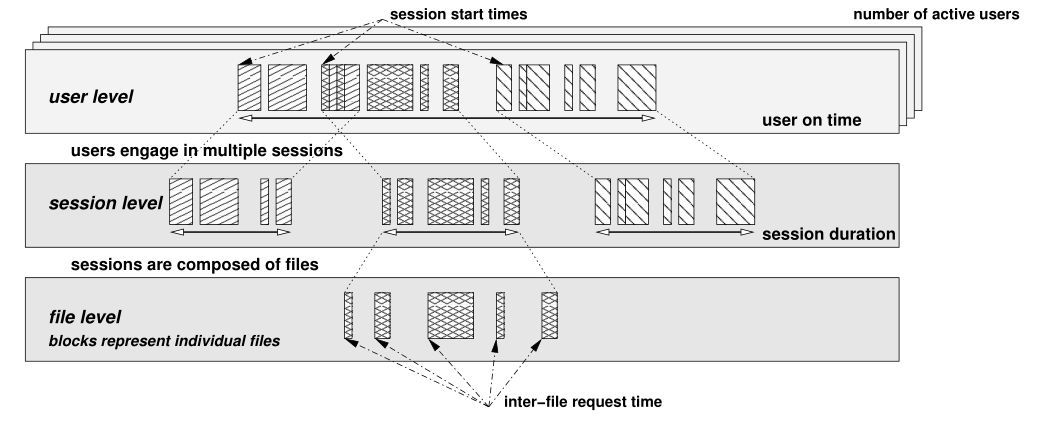 session start times
number of active users
user level
user on time
users engage in multiple sessions
session level
session duration
sessions are composed of files
file level
blocks represent individual files
inter−file request time